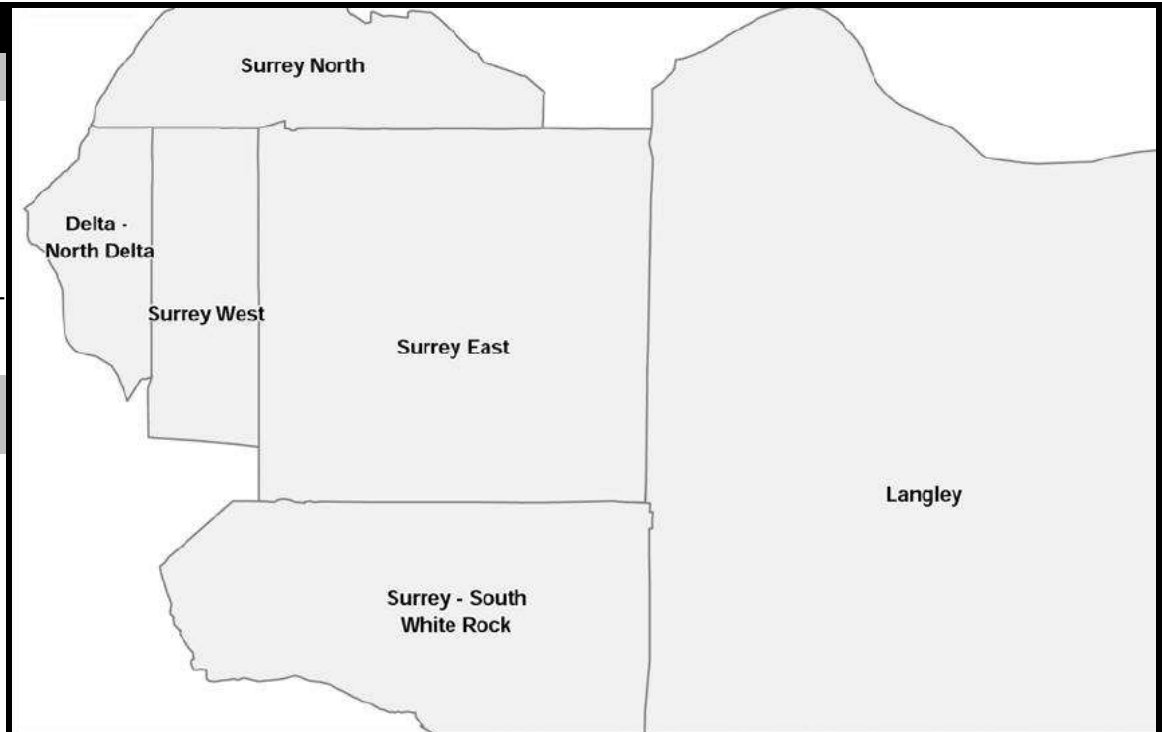 Surrey North
Delta -
North Delta
Surrey West
Surrey East
Langley
Surrey - South
White Rock